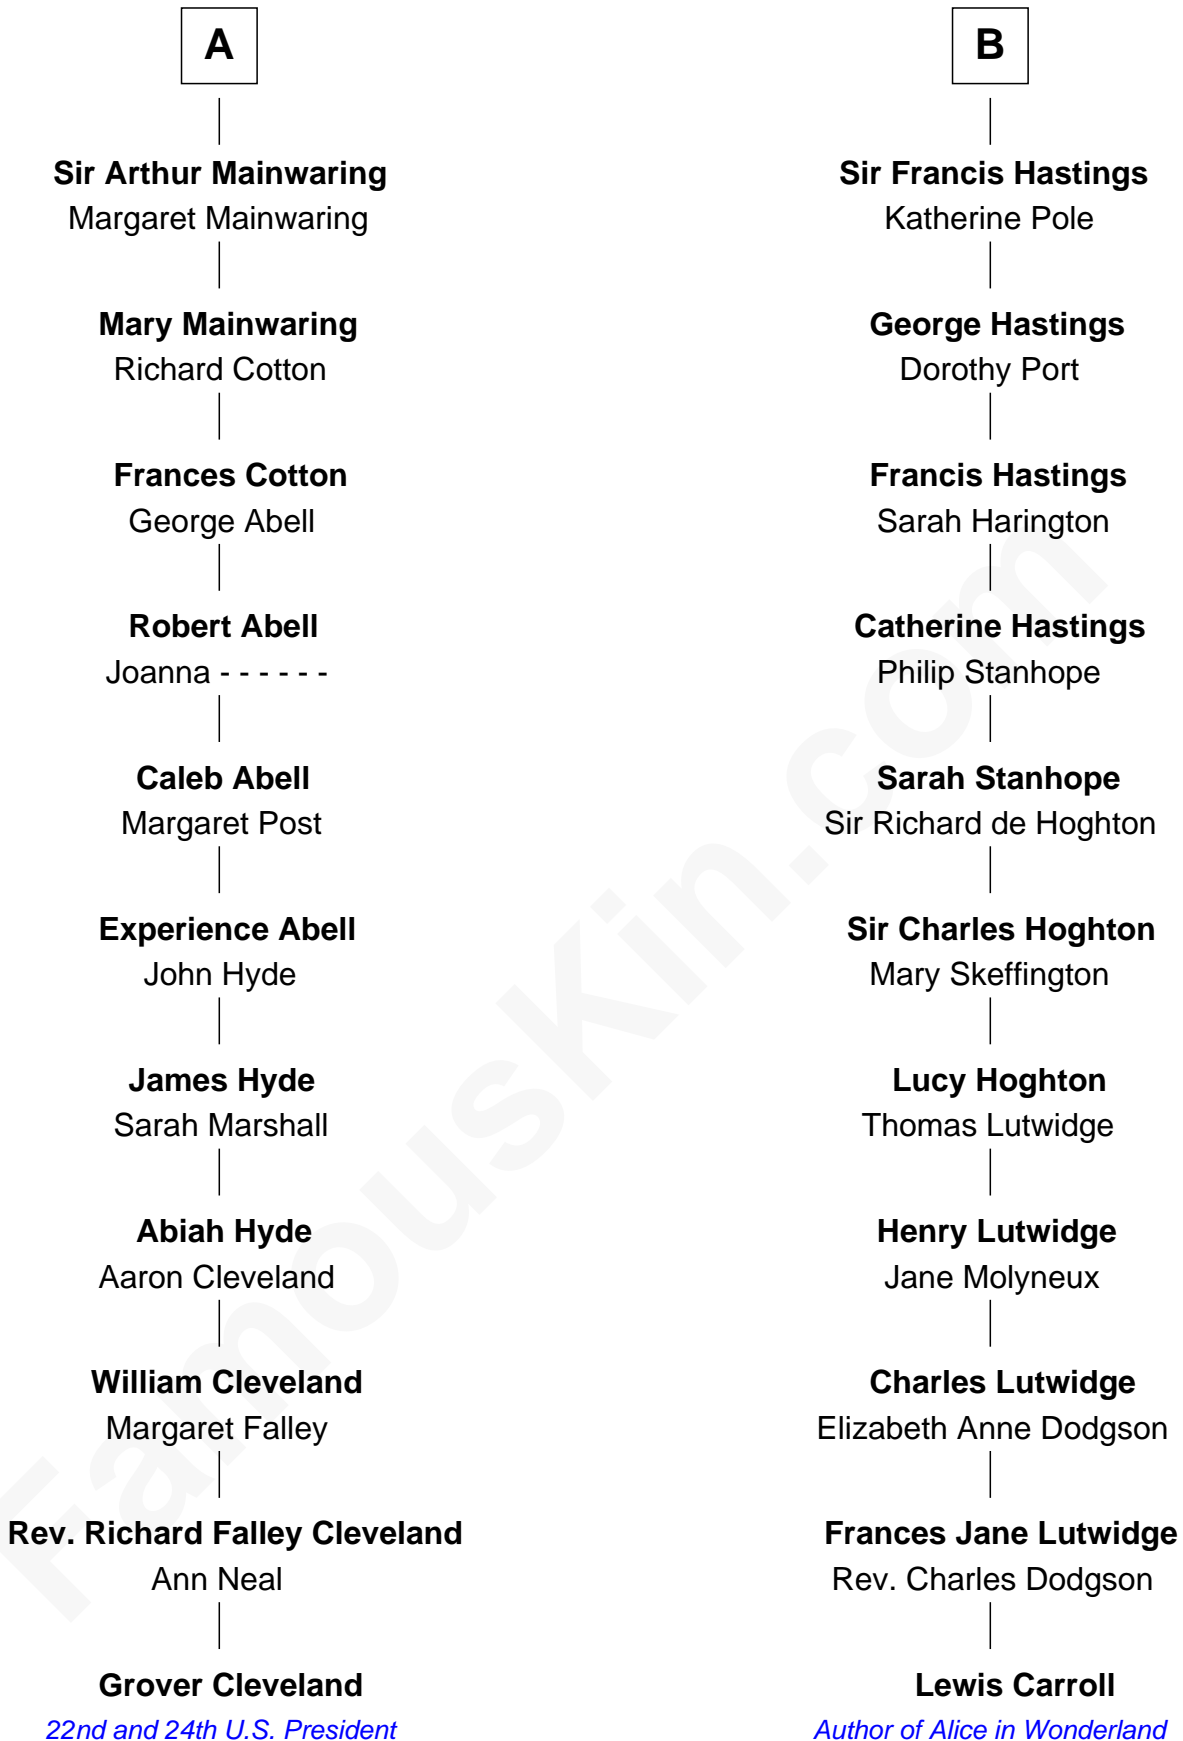 A
Sir Arthur Mainwaring
Margaret Mainwaring
Mary Mainwaring
Richard Cotton
Frances Cotton
George Abell
Robert Abell
Joanna - - - - - -
Caleb Abell
Margaret Post
Experience Abell
John Hyde
James Hyde
Sarah Marshall
Abiah Hyde
Aaron Cleveland
William Cleveland
Margaret Falley
Rev. Richard Falley Cleveland
Ann Neal
Grover Cleveland
22nd and 24th U.S. President
B
Sir Francis Hastings
Katherine Pole
George Hastings
Dorothy Port
Francis Hastings
Sarah Harington
Catherine Hastings
Philip Stanhope
Sarah Stanhope
Sir Richard de Hoghton
Sir Charles Hoghton
Mary Skeffington
Lucy Hoghton
Thomas Lutwidge
Henry Lutwidge
Jane Molyneux
Charles Lutwidge
Elizabeth Anne Dodgson
Frances Jane Lutwidge
Rev. Charles Dodgson
Lewis Carroll
Author of Alice in Wonderland
FamousKin.com